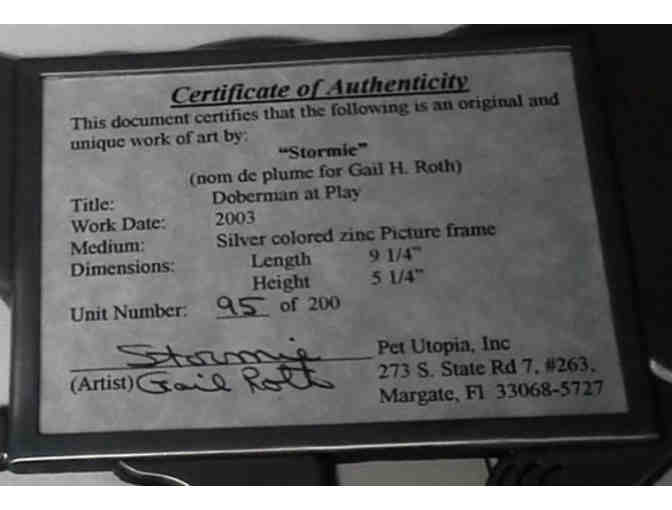 Certificate of Authenticity
This document certifies that the following is an original and
unique work of art by:
"Stormie"
(nom de plume for Gail H. Roth)
Title: Doberman at Play
Work Date: 2003
Medium: Silver colored zinc Picture frame
Dimensions: Length 9 1/4"
Height 5 1/4"
Unit Number: 95 of 200
Stormie
(Artist) Gail Roth
Pet Utopia, Inc
273 S. State Rd 7, #263,
Margate, Fl 33068-5727